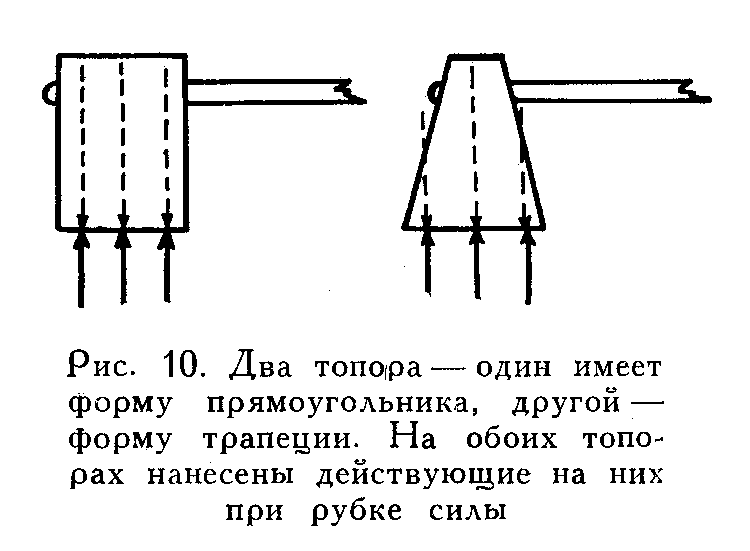 Рис. 10. Два топора — один имеет
форму прямоугольника, другой —
форму трапеции. На обоих топо-
рах нанесены действующие на них
при рубке силы